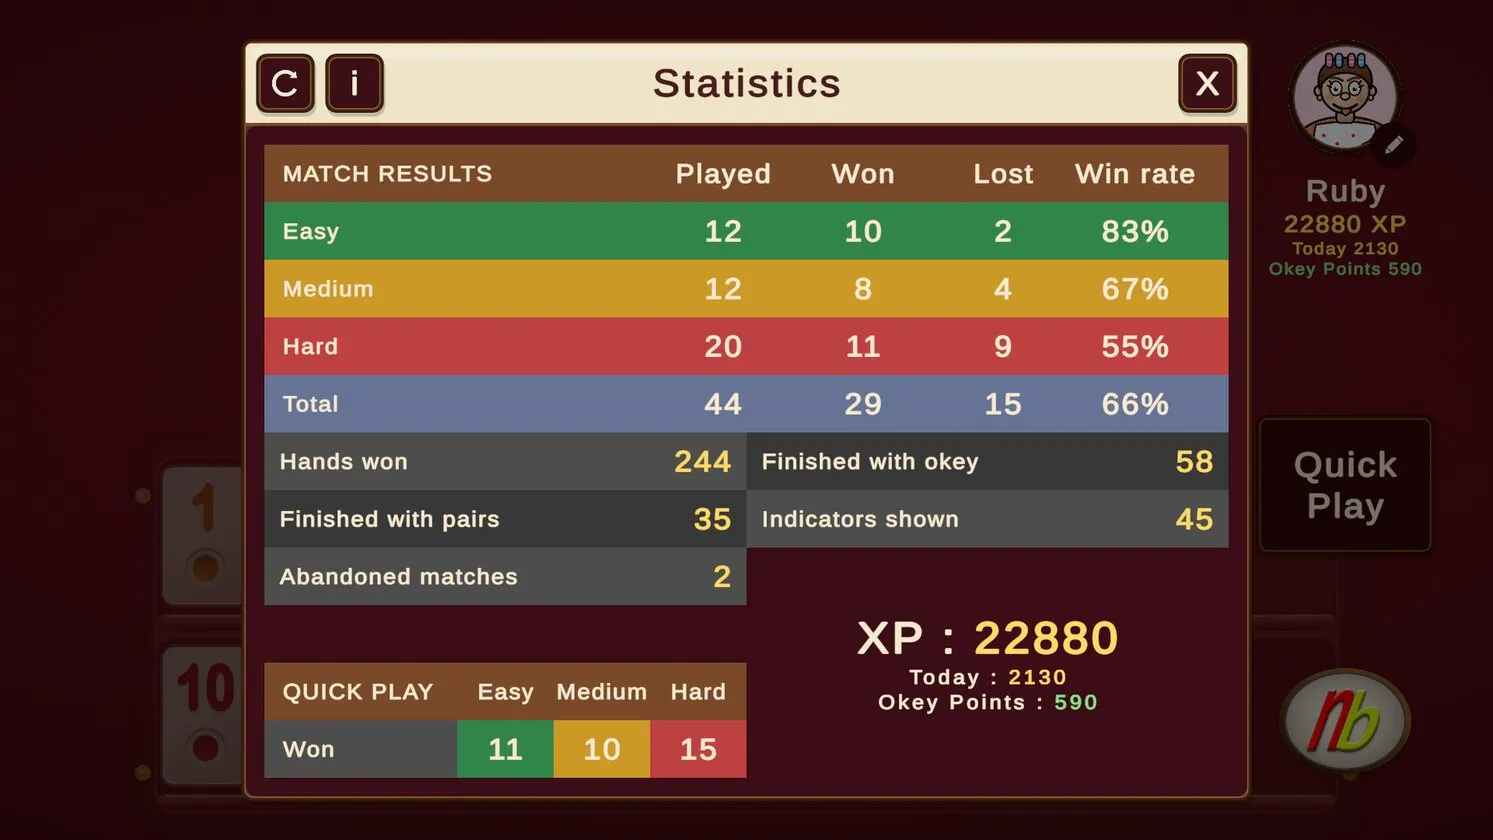 C i Statistics X
MATCH RESULTS Played Won Lost Win rate
Easy 12 10 2 83%
Medium 12 8 4 67%
Hard 20 11 9 55%
Total 44 29 15 66%
Hands won 244 Finished with okey 58
Finished with pairs 35 Indicators shown 45
Abandoned matches 2
XP : 22880
Today : 2130
Okey Points : 590
QUICK PLAY Easy Medium Hard
Won 11 10 15
Ruby
22880 XP
Today 2130
Okey Points 590
Quick
Play
1
10
nb